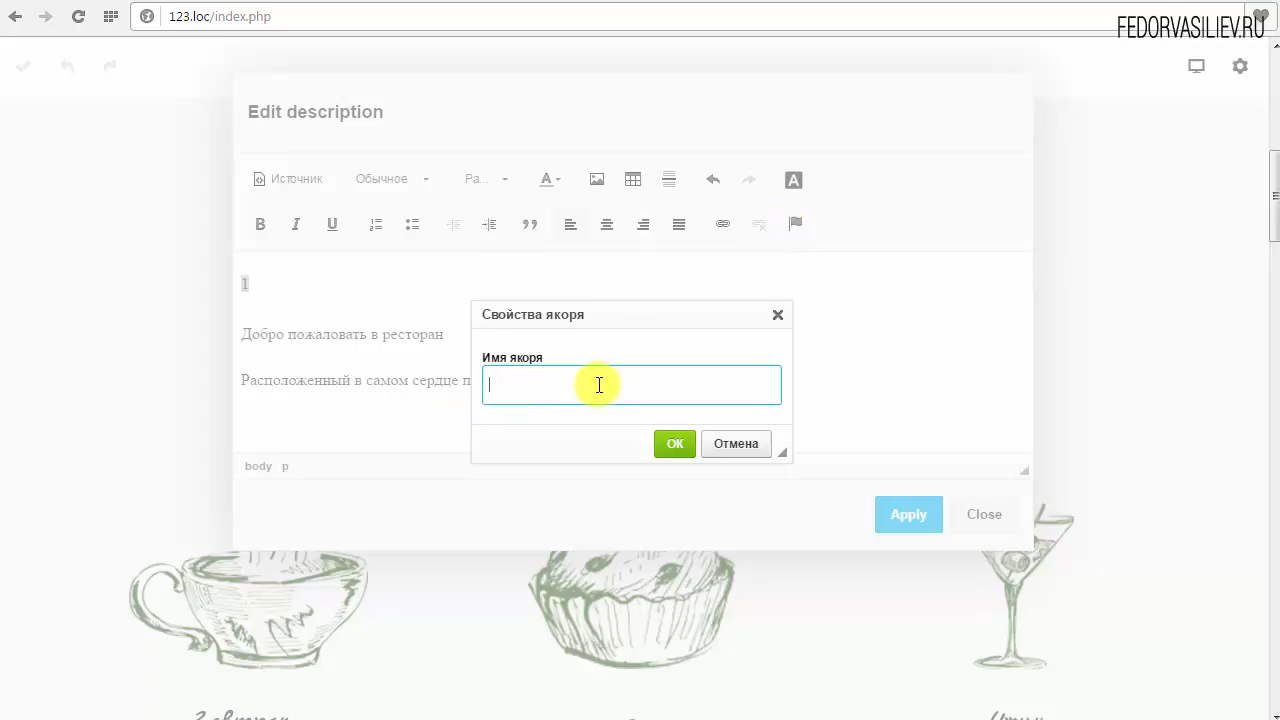 123.loc/index.php
FEDORVASILIEV.RU
Edit description
Источник
Обычное
Ра...
A
A
B
I
U
1
Добро пожаловать в ресторан
Расположенный в самом сердце п
Свойства якоря
Имя якоря
ОК
Отмена
body p
Apply
Close